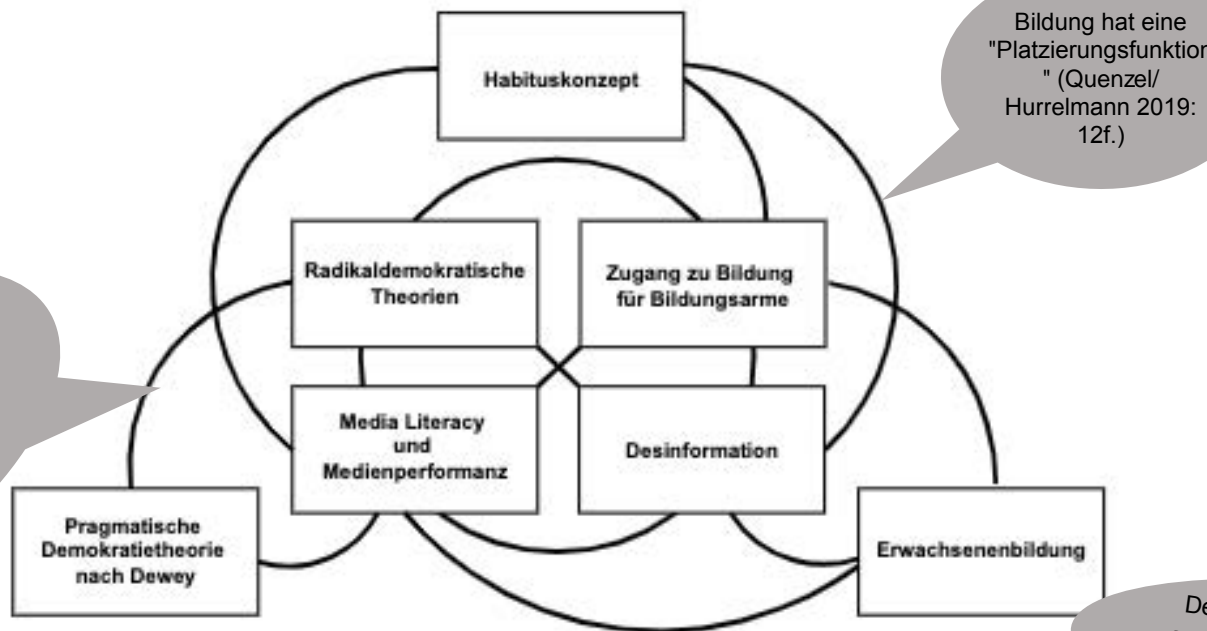 Bildung hat eine
"Platzierungsfunktion
" (Quenzel/
Hurrelmann 2019:
12f.)
Habituskonzept
Radikaldemokratische
Theorien
Zugang zu Bildung
für Bildungsarme
Media Literacy
und
Medienperformanz
Desinformation
Pragmatische
Demokratietheorie
nach Dewey
Erwachsenenbildung